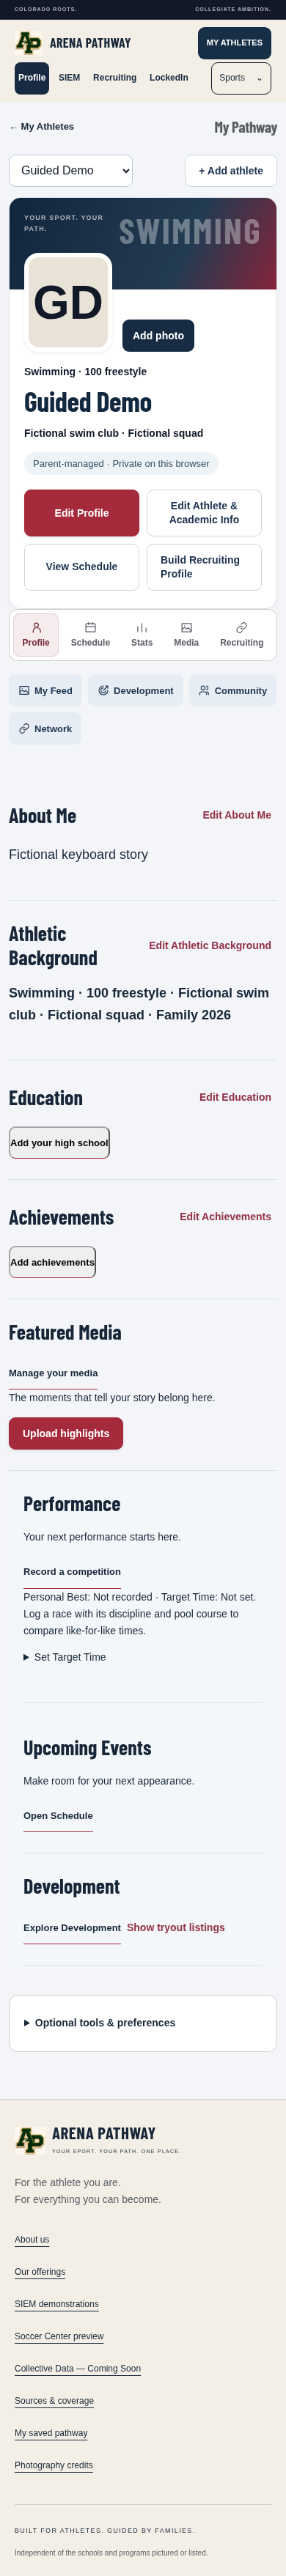 COLORADO ROOTS. COLLEGIATE AMBITION.
AP ARENA PATHWAY MY ATHLETES
Profile SIEM Recruiting LockedIn Sports
← My Athletes My Pathway
Guided Demo + Add athlete
YOUR SPORT. YOUR
PATH.
SWIMMING
GD
Add photo
Swimming · 100 freestyle
Guided Demo
Fictional swim club · Fictional squad
Parent-managed · Private on this browser
Edit Profile
Edit Athlete &
Academic Info
View Schedule
Build Recruiting
Profile
Profile Schedule Stats Media Recruiting
My Feed Development Community
Network
About Me Edit About Me
Fictional keyboard story
Athletic
Background
Edit Athletic Background
Swimming · 100 freestyle · Fictional swim
club · Fictional squad · Family 2026
Education Edit Education
Add your high school
Achievements Edit Achievements
Add achievements
Featured Media
Manage your media
The moments that tell your story belong here.
Upload highlights
Performance
Your next performance starts here.
Record a competition
Personal Best: Not recorded · Target Time: Not set.
Log a race with its discipline and pool course to
compare like-for-like times.
Set Target Time
Upcoming Events
Make room for your next appearance.
Open Schedule
Development
Explore Development Show tryout listings
Optional tools & preferences
AP ARENA PATHWAY
YOUR SPORT. YOUR PATH. ONE PLACE.
For the athlete you are.
For everything you can become.
About us
Our offerings
SIEM demonstrations
Soccer Center preview
Collective Data — Coming Soon
Sources & coverage
My saved pathway
Photography credits
BUILT FOR ATHLETES. GUIDED BY FAMILIES.
Independent of the schools and programs pictured or listed.